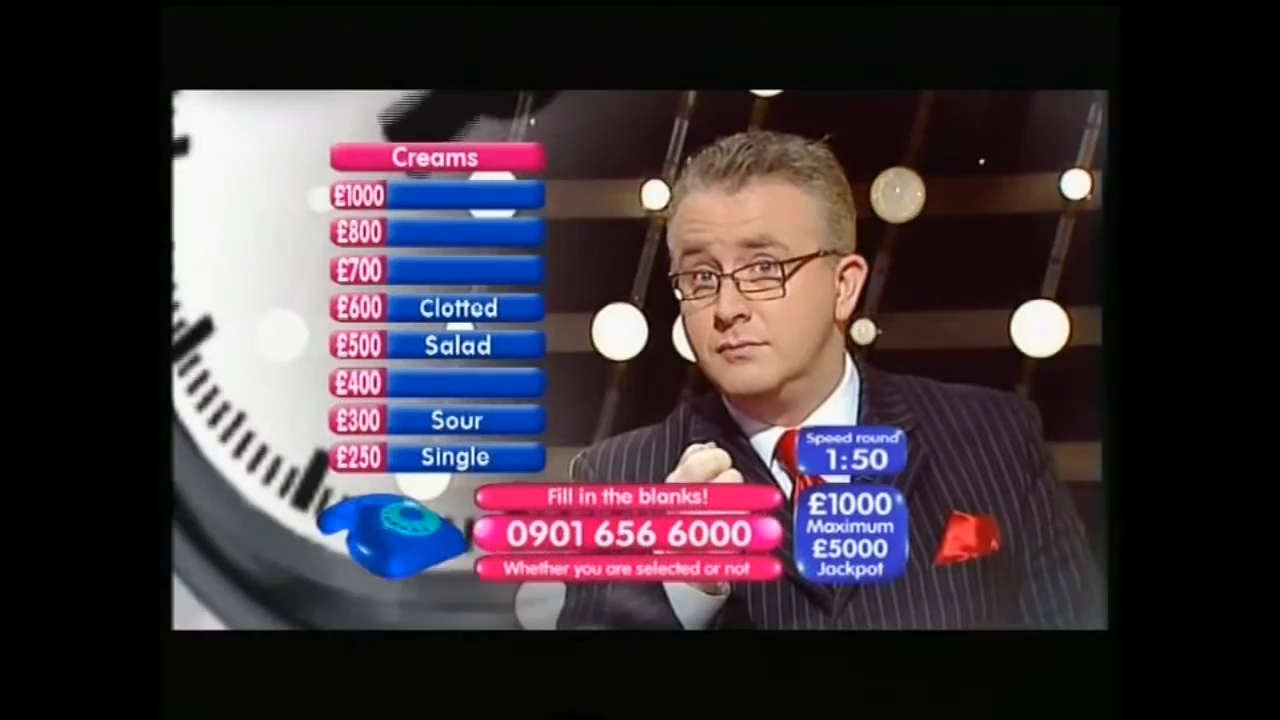 Creams
£1000
£800
£700
£600 Clotted
£500 Salad
£400
£300 Sour
£250 Single
Speed round
1:50
Fill in the blanks!
0901 656 6000
Whether you are selected or not
£1000
Maximum
£5000
Jackpot